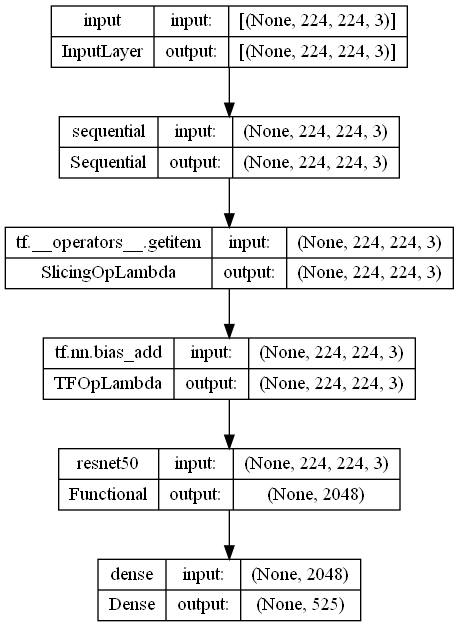 input input: [(None, 224, 224, 3)]
InputLayer output: [(None, 224, 224, 3)]
sequential input: (None, 224, 224, 3)
Sequential output: (None, 224, 224, 3)
tf.__operators__.getitem input: (None, 224, 224, 3)
SlicingOpLambda output: (None, 224, 224, 3)
tf.nn.bias_add input: (None, 224, 224, 3)
TFOpLambda output: (None, 224, 224, 3)
resnet50 input: (None, 224, 224, 3)
Functional output: (None, 2048)
dense input: (None, 2048)
Dense output: (None, 525)